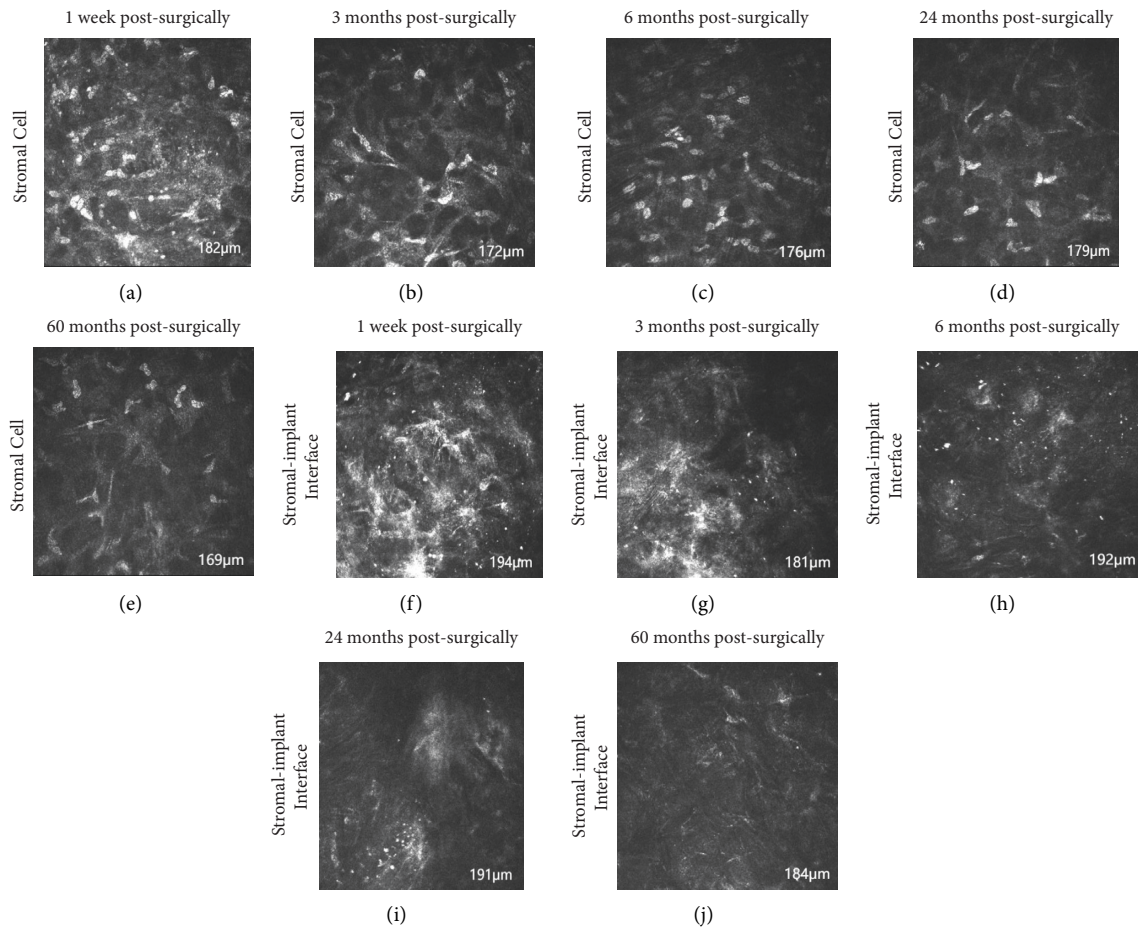 1 week post-surgically
3 months post-surgically
6 months post-surgically
24 months post-surgically
Stromal Cell
182µm
Stromal Cell
172µm
Stromal Cell
176µm
Stromal Cell
179µm
(a)
(b)
(c)
(d)
60 months post-surgically
1 week post-surgically
3 months post-surgically
6 months post-surgically
Stromal Cell
169µm
Stromal-implant
Interface
194µm
Stromal-implant
Interface
181µm
Stromal-implant
Interface
192µm
(e)
(f)
(g)
(h)
24 months post-surgically
60 months post-surgically
Stromal-implant
Interface
191µm
Stromal-implant
Interface
184µm
(i)
(j)